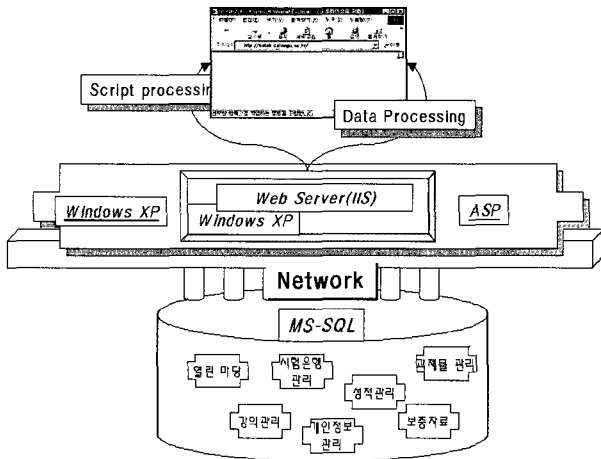 Script processin
Data Processing
Web Server(IIS)
Windows XP
Windows XP
ASP
Network
MS-SQL
열린 마당
시험은행
관리
성적관리
과제물 관리
강의관리
개인정보
관리
보충자료